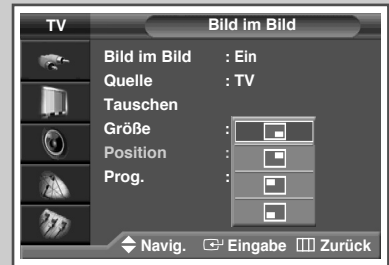 TV
Bild im Bild
Bild im Bild : Ein
Quelle : TV
Tauschen
Größe :
Position :
Prog. :
Navig. Eingabe Zurück